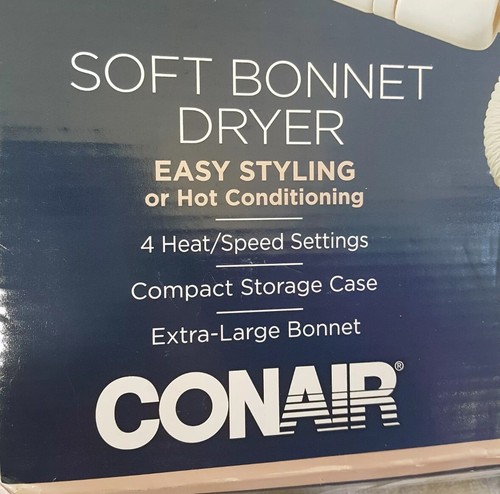 SOFT BONNET
DRYER
EASY STYLING
or Hot Conditioning
4 Heat/Speed Settings
Compact Storage Case
Extra-Large Bonnet
CONAIR®